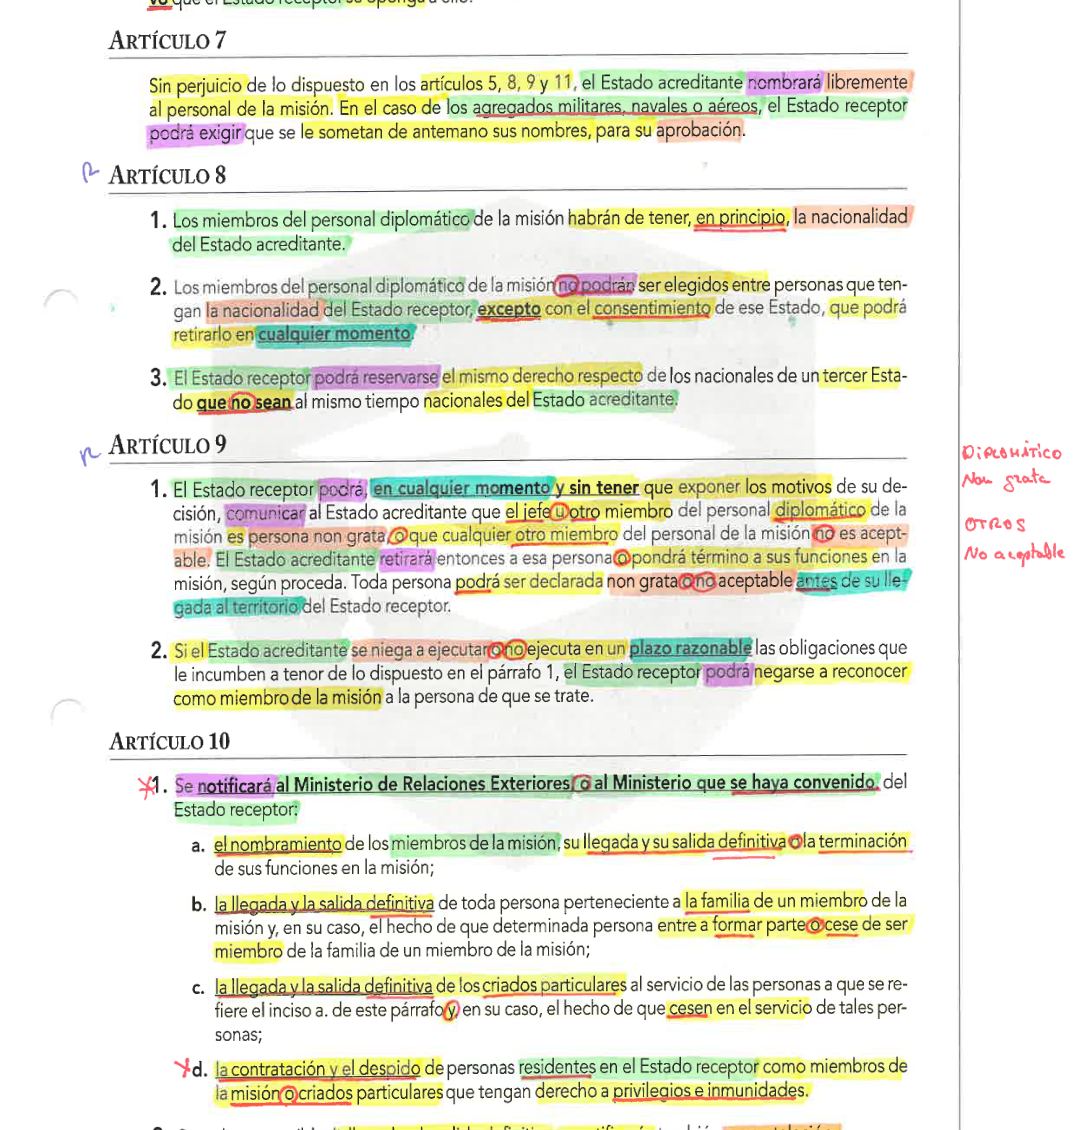 que el Estado receptor se oponga a ello.
ARTÍCULO 7
Sin perjuicio de lo dispuesto en los artículos 5, 8, 9 y 11, el Estado acreditante nombrará libremente
al personal de la misión. En el caso de los agregados militares, navales o aéreos, el Estado receptor
podrá exigir que se le sometan de antemano sus nombres, para su aprobación.
ARTÍCULO 8
1. Los miembros del personal diplomático de la misión habrán de tener, en principio, la nacionalidad
del Estado acreditante.
2. Los miembros del personal diplomático de la misión no podrán ser elegidos entre personas que ten-
gan la nacionalidad del Estado receptor, excepto con el consentimiento de ese Estado, que podrá
retirarlo en cualquier momento.
3. El Estado receptor podrá reservarse el mismo derecho respecto de los nacionales de un tercer Esta-
do que no sean al mismo tiempo nacionales del Estado acreditante.
ARTÍCULO 9
1. El Estado receptor podrá, en cualquier momento y sin tener que exponer los motivos de su de-
cisión, comunicar al Estado acreditante que el jefe u otro miembro del personal diplomático de la
misión es persona non grata, o que cualquier otro miembro del personal de la misión no es acept-
able. El Estado acreditante retirará entonces a esa persona o pondrá término a sus funciones en la
misión, según proceda. Toda persona podrá ser declarada non grata o no aceptable antes de su lle-
gada al territorio del Estado receptor.
DIPLOMÁTICO
Non grata
OTROS
No aceptable
2. Si el Estado acreditante se niega a ejecutar o no ejecuta en un plazo razonable las obligaciones que
le incumben a tenor de lo dispuesto en el párrafo 1, el Estado receptor podrá negarse a reconocer
como miembro de la misión a la persona de que se trate.
ARTÍCULO 10
1. Se notificará al Ministerio de Relaciones Exteriores, o al Ministerio que se haya convenido, del
Estado receptor:
a. el nombramiento de los miembros de la misión, su llegada y su salida definitiva o la terminación
de sus funciones en la misión;
b. la llegada y la salida definitiva de toda persona perteneciente a la familia de un miembro de la
misión y, en su caso, el hecho de que determinada persona entre a formar parte o cese de ser
miembro de la familia de un miembro de la misión;
c. la llegada y la salida definitiva de los criados particulares al servicio de las personas a que se re-
fiere el inciso a. de este párrafo y, en su caso, el hecho de que cesen en el servicio de tales per-
sonas;
d. la contratación y el despido de personas residentes en el Estado receptor como miembros de
la misión o criados particulares que tengan derecho a privilegios e inmunidades.